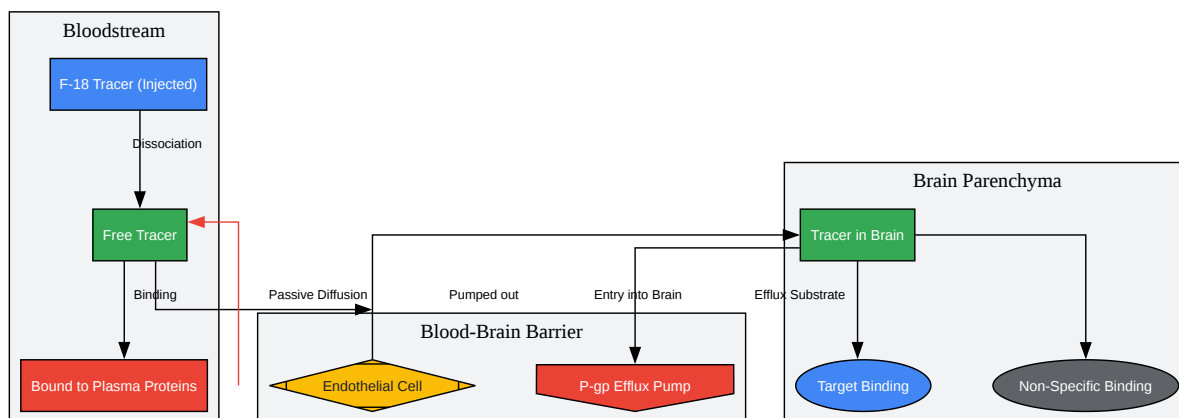 Bloodstream
F-18 Tracer (Injected)
Dissociation
Brain Parenchyma
Free Tracer
Tracer in Brain
Binding
Passive Diffusion
Pumped out
Entry into Brain
Efflux Substrate
Blood-Brain Barrier
Bound to Plasma Proteins
Endothelial Cell
P-gp Efflux Pump
Target Binding
Non-Specific Binding